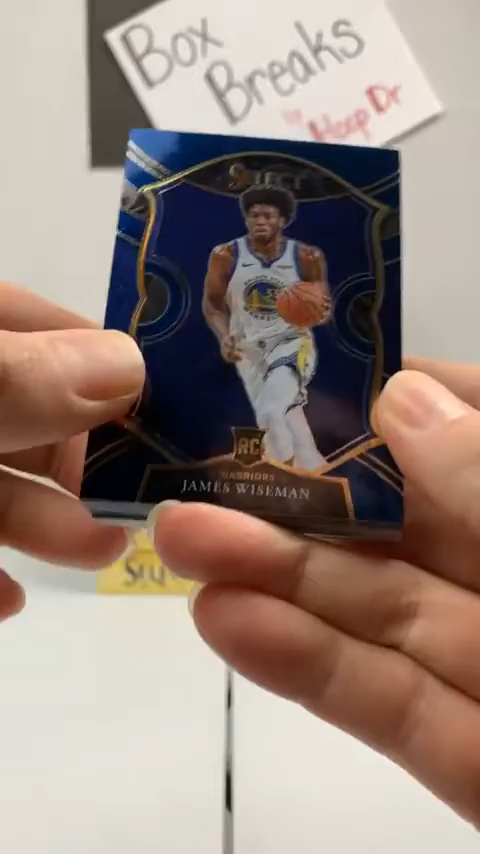 Box
Breaks
by Hoop Dr
SELECT
RC
WARRIORS
JAMES WISEMAN